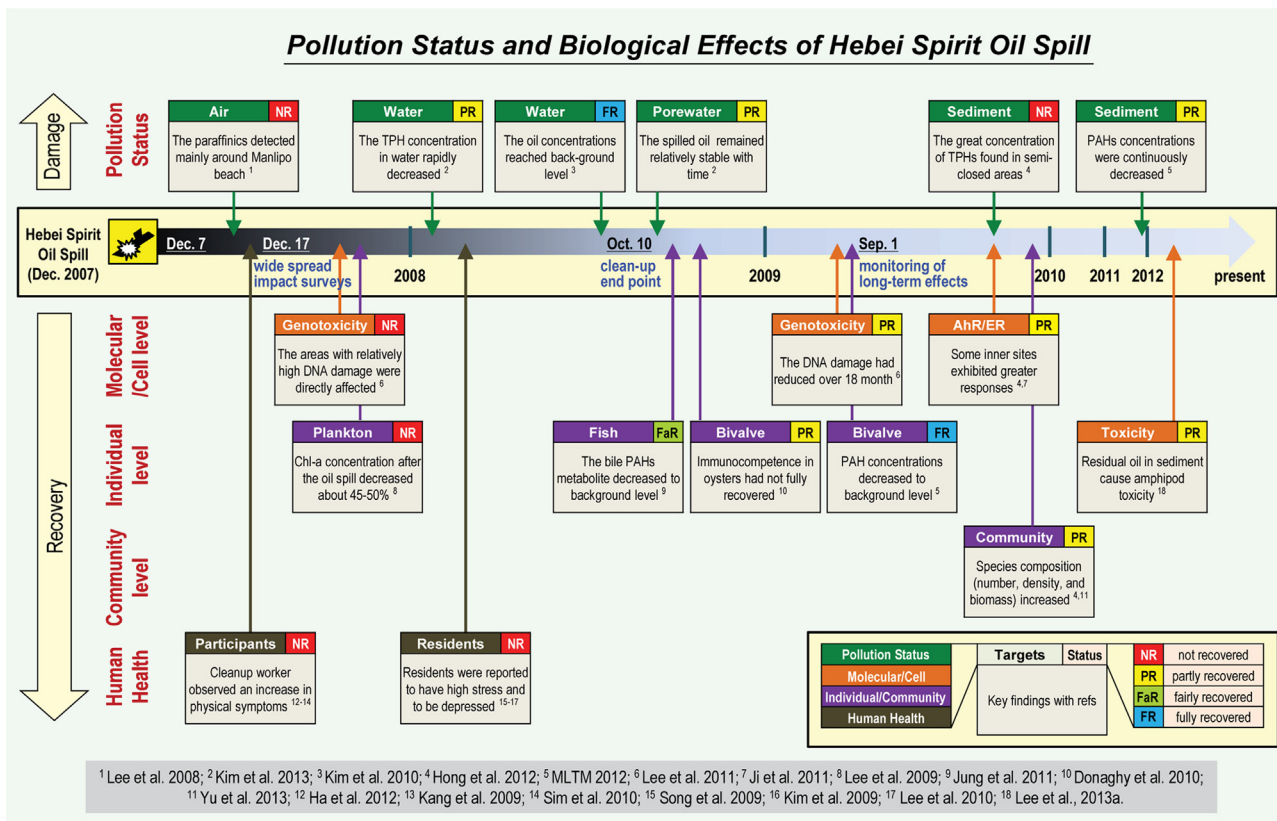 Pollution Status and Biological Effects of Hebei Spirit Oil Spill
Damage
Pollution
Status
Air NR
The paraffinics detected
mainly around Manlipo
beach 1
Water PR
The TPH concentration
in water rapidly
decreased 2
Water FR
The oil concentrations
reached back-ground
level 3
Porewater PR
The spilled oil remained
relatively stable with
time 2
Sediment NR
The great concentration
of TPHs found in semi-
closed areas 4
Sediment PR
PAHs concentrations
were continuously
decreased 5
Hebei Spirit
Oil Spill
(Dec. 2007)
Dec. 7
Dec. 17
wide spread
impact surveys
2008
Oct. 10
clean-up
end point
2009
Sep. 1
monitoring of
long-term effects
2010
2011
2012
present
Recovery
Molecular
/Cell level
Genotoxicity NR
The areas with relatively
high DNA damage were
directly affected 6
Genotoxicity PR
The DNA damage had
reduced over 18 month 6
AhR/ER PR
Some inner sites
exhibited greater
responses 4,7
Individual
level
Plankton NR
Chl-a concentration after
the oil spill decreased
about 45-50% 8
Fish FaR
The bile PAHs
metabolite decreased to
background level 9
Bivalve PR
Immunocompetence in
oysters had not fully
recovered 10
Bivalve FR
PAH concentrations
decreased to
background level 5
Toxicity PR
Residual oil in sediment
cause amphipod
toxicity 18
Community
level
Community PR
Species composition
(number, density, and
biomass) increased 4,11
Human
Health
Participants NR
Cleanup worker
observed an increase in
physical symptoms 12-14
Residents NR
Residents were reported
to have high stress and
to be depressed 15-17
Pollution Status
Molecular/Cell
Individual/Community
Human Health
Targets Status
Key findings with refs
NR not recovered
PR partly recovered
FaR fairly recovered
FR fully recovered
1 Lee et al. 2008; 2 Kim et al. 2013; 3 Kim et al. 2010; 4 Hong et al. 2012; 5 MLTM 2012; 6 Lee et al. 2011; 7 Ji et al. 2011; 8 Lee et al. 2009; 9 Jung et al. 2011; 10 Donaghy et al. 2010;
11 Yu et al. 2013; 12 Ha et al. 2012; 13 Kang et al. 2009; 14 Sim et al. 2010; 15 Song et al. 2009; 16 Kim et al. 2009; 17 Lee et al. 2010; 18 Lee et al., 2013a.